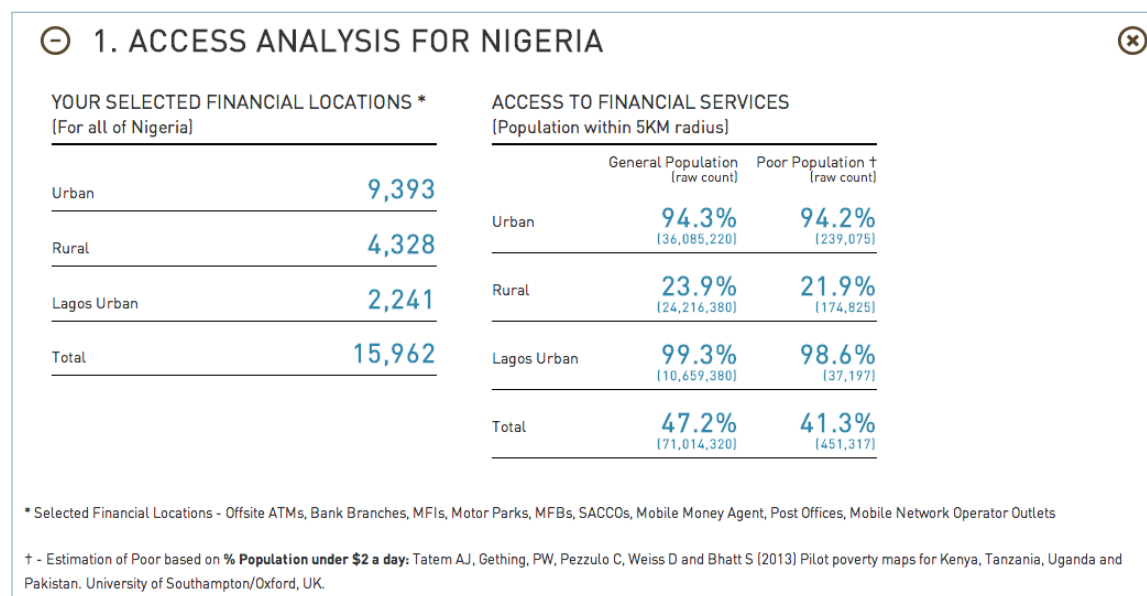 1. ACCESS ANALYSIS FOR NIGERIA
YOUR SELECTED FINANCIAL LOCATIONS *
(For all of Nigeria)
Urban 9,393
Rural 4,328
Lagos Urban 2,241
Total 15,962
ACCESS TO FINANCIAL SERVICES
(Population within 5KM radius)
General Population Poor Population †
(raw count) (raw count)
Urban 94.3% 94.2%
(36,085,220) (239,075)
Rural 23.9% 21.9%
(24,216,380) (174,825)
Lagos Urban 99.3% 98.6%
(10,659,380) (37,197)
Total 47.2% 41.3%
(71,014,320) (451,317)
* Selected Financial Locations - Offsite ATMs, Bank Branches, MFIs, Motor Parks, MFBs, SACCOs, Mobile Money Agent, Post Offices, Mobile Network Operator Outlets
† - Estimation of Poor based on % Population under $2 a day: Tatem AJ, Gething, PW, Pezzulo C, Weiss D and Bhatt S (2013) Pilot poverty maps for Kenya, Tanzania, Uganda and
Pakistan. University of Southampton/Oxford, UK.